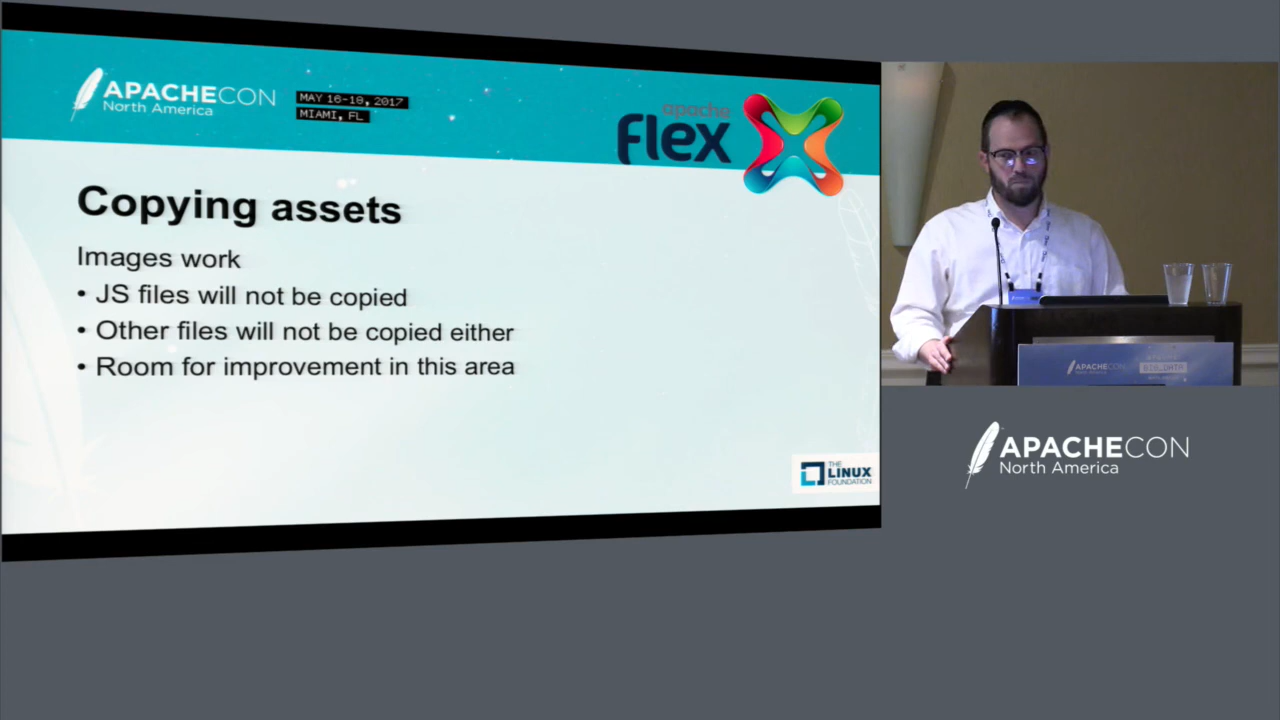 APACHECON
North America
MAY 16-18, 2017
MIAMI, FL
apache
flex
Copying assets
Images work
• JS files will not be copied
• Other files will not be copied either
• Room for improvement in this area
THE
LINUX
FOUNDATION
APACHECON
BIG_DATA
APACHECON
North America